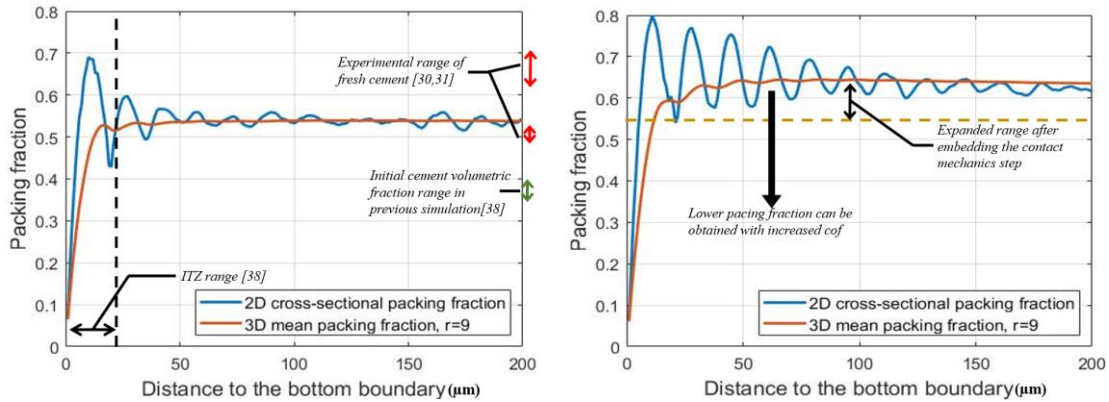 0.8
0.7
0.6
0.5
0.4
0.3
0.2
0.1
0
Packing fraction
Experimental range of
fresh cement [30,31]
Initial cement volumetric
fraction range in
previous simulation[38]
ITZ range [38]
2D cross-sectional packing fraction
3D mean packing fraction, r=9
0 50 100 150 200
Distance to the bottom boundary(μm)
0.8
0.7
0.6
0.5
0.4
0.3
0.2
0.1
0
Packing fraction
Expanded range after
embedding the contact
mechanics step
Lower pacing fraction can be
obtained with increased cof
2D cross-sectional packing fraction
3D mean packing fraction, r=9
0 50 100 150 200
Distance to the bottom boundary(μm)